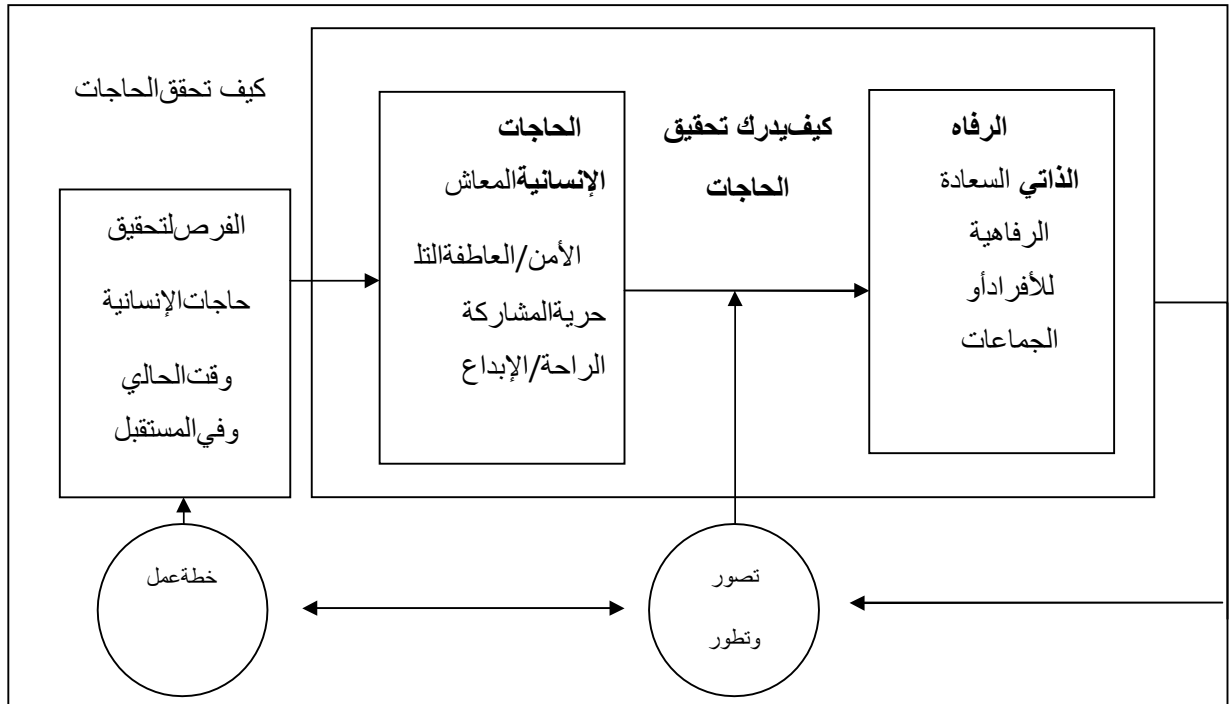 كيف تحقق الحاجات
الفرص لتحقيق
حاجات الإنسانية
وقت الحالي
وفي المستقبل
الحاجات
الإنسانية المعاش
الأمن/العاطفة التلـ
حرية المشاركة
الراحة/الإبداع
كيف يدرك تحقيق
الحاجات
الرفاه
الذاتي السعادة
الرفاهية
للأفراد أو
الجماعات
خطة عمل
تصور
وتطور